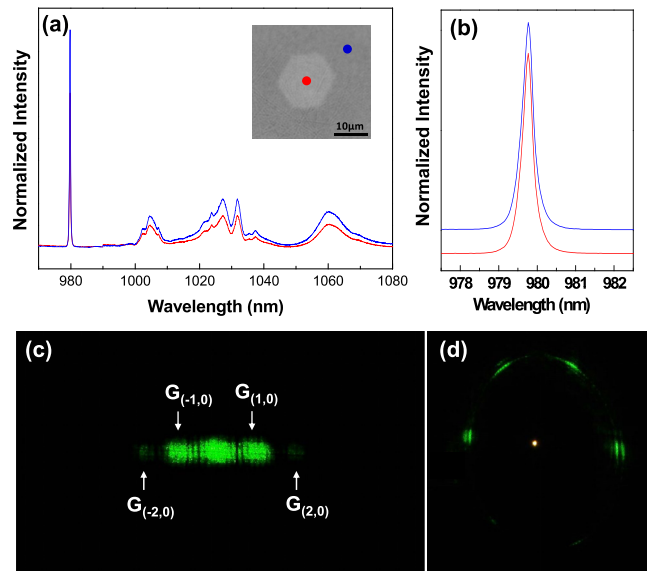 (a)
Normalized Intensity
10μm
980 1000 1020 1040 1060 1080
Wavelength (nm)
(b)
Normalized Intensity
978 979 980 981 982
Wavelength (nm)
(c)
G(-1,0) G(1,0)
G(-2,0) G(2,0)
(d)